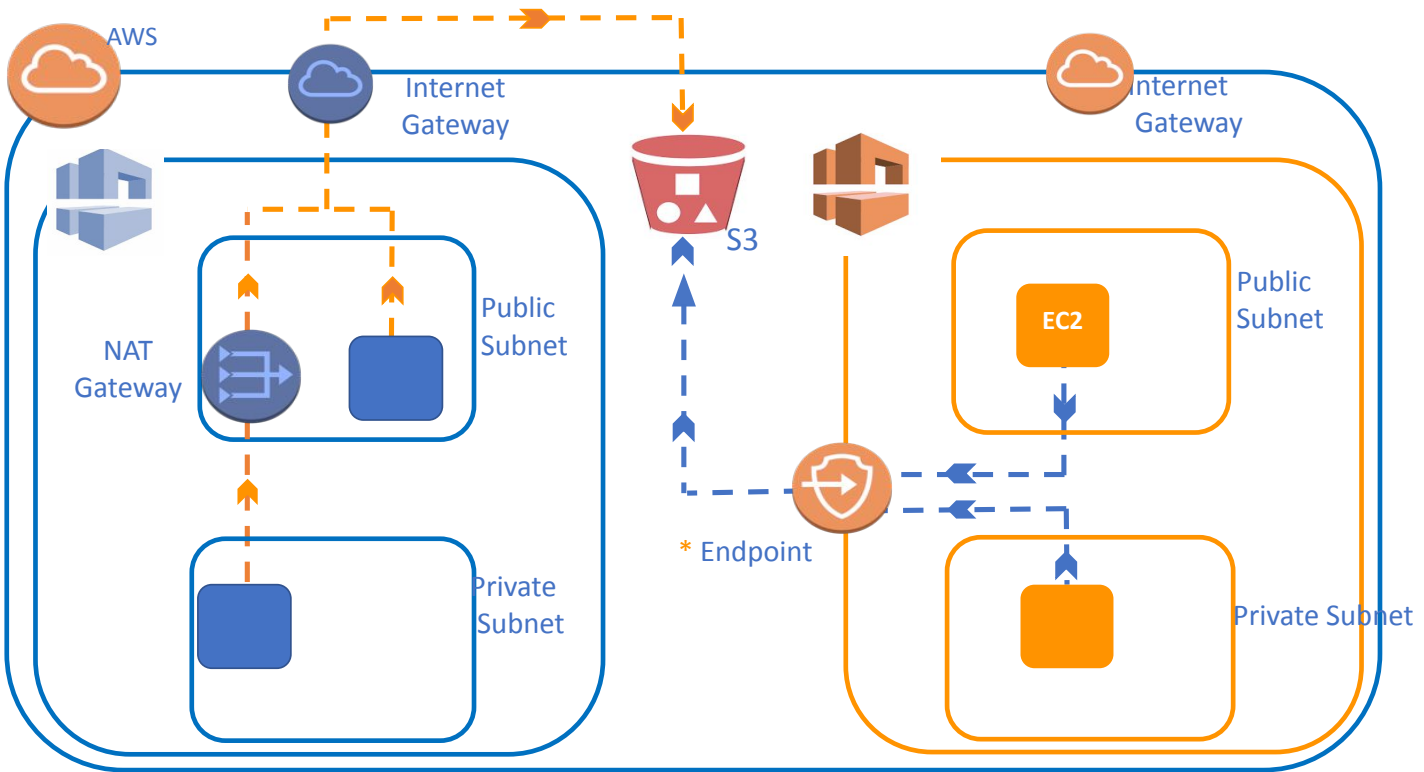 AWS
Internet
Gateway
Internet
Gateway
S3
Public
Subnet
NAT
Gateway
EC2
Public
Subnet
* Endpoint
Private
Subnet
Private Subnet